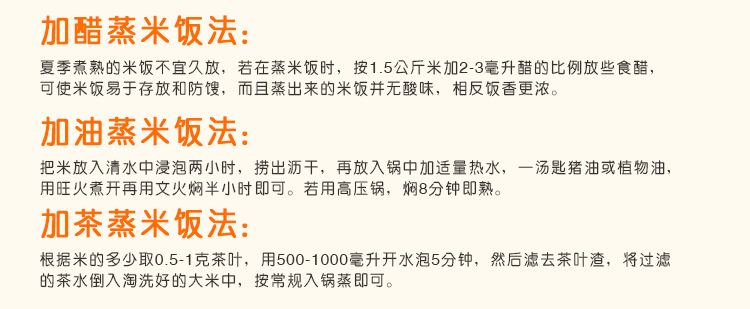 加醋蒸米饭法：
夏季煮熟的米饭不宜久放，若在蒸米饭时，按1.5公斤米加2-3毫升醋的比例放些食醋，
可使米饭易于存放和防馊，而且蒸出来的米饭并无酸味，相反饭香更浓。
加油蒸米饭法：
把米放入清水中浸泡两小时，捞出沥干，再放入锅中加适量热水，一汤匙猪油或植物油，
用旺火煮开再用文火焖半小时即可。若用高压锅，焖8分钟即熟。
加茶蒸米饭法：
根据米的多少取0.5-1克茶叶，用500-1000毫升开水泡5分钟，然后滤去茶叶渣，将过滤
的茶水倒入淘洗好的大米中，按常规入锅蒸即可。